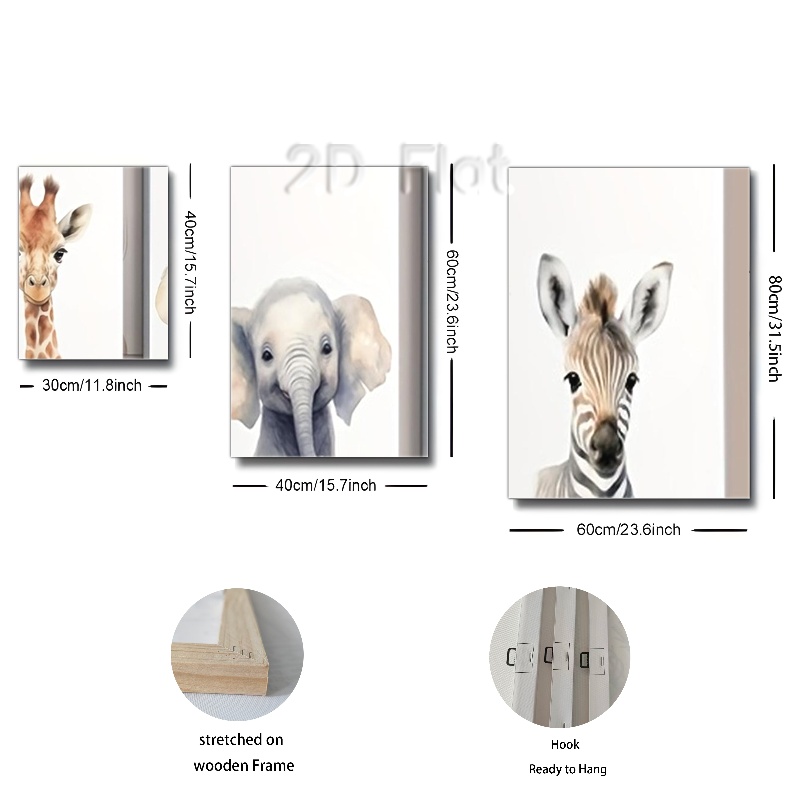 2D Flat
40cm/15.7inch
30cm/11.8inch
60cm/23.6inch
40cm/15.7inch
80cm/31.5inch
60cm/23.6inch
stretched on
wooden Frame
Hook
Ready to Hang